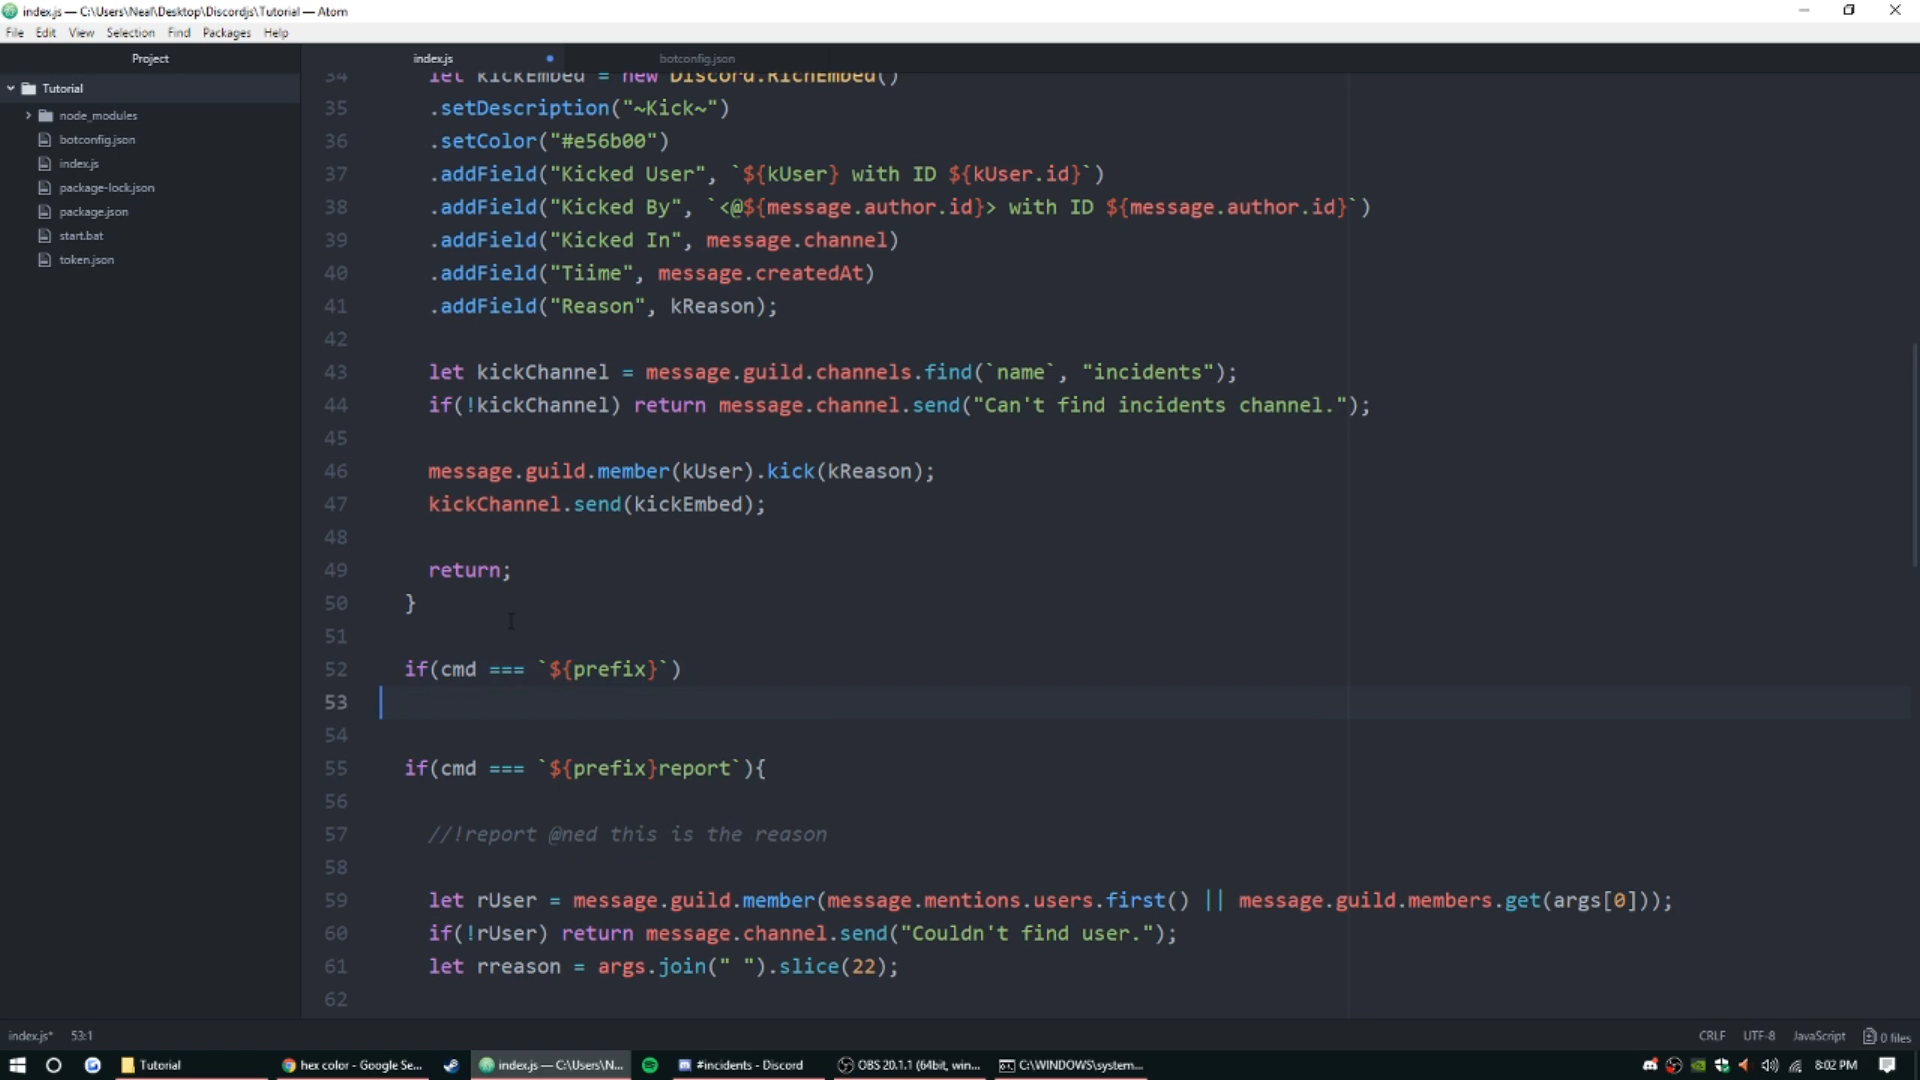 index.js — C:\Users\Neal\Desktop\Discordjs\Tutorial — Atom
File Edit View Selection Find Packages Help
Project
index.js
botconfig.json
Tutorial
node_modules
botconfig.json
index.js
package-lock.json
package.json
start.bat
token.json
34 let kickEmbed = new Discord.RichEmbed()
35 .setDescription("~Kick~")
36 .setColor("#e56b00")
37 .addField("Kicked User", `${kUser} with ID ${kUser.id}`)
38 .addField("Kicked By", `<@${message.author.id}> with ID ${message.author.id}`)
39 .addField("Kicked In", message.channel)
40 .addField("Tiime", message.createdAt)
41 .addField("Reason", kReason);
42
43 let kickChannel = message.guild.channels.find(`name`, "incidents");
44 if(!kickChannel) return message.channel.send("Can't find incidents channel.");
45
46 message.guild.member(kUser).kick(kReason);
47 kickChannel.send(kickEmbed);
48
49 return;
50 }
51
52 if(cmd === `${prefix}`)
53
54
55 if(cmd === `${prefix}report`){
56
57 //!report @ned this is the reason
58
59 let rUser = message.guild.member(message.mentions.users.first() || message.guild.members.get(args[0]));
60 if(!rUser) return message.channel.send("Couldn't find user.");
61 let rreason = args.join(" ").slice(22);
62
index.js* 53:1
CRLF UTF-8 JavaScript 0 files
Tutorial
hex color - Google Se...
index.js — C:\Users\N...
#incidents - Discord
OBS 20.1.1 (64bit, win...
C:\WINDOWS\system...
8:02 PM